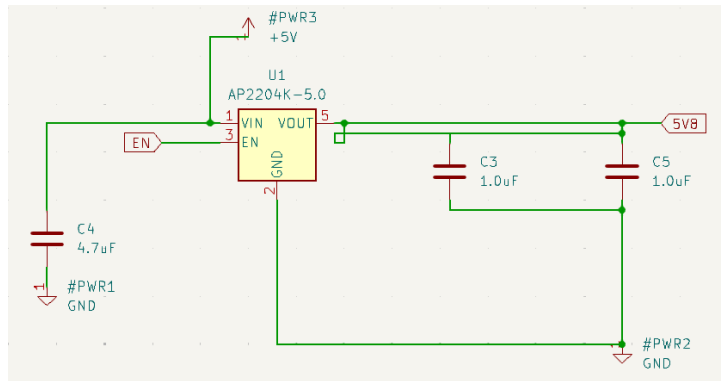 #PWR3
+5V
U1
AP2204K-5.0
1
VIN
VOUT
5
3
EN
EN
GND
2
5V8
C3
1.0uF
C5
1.0uF
C4
4.7uF
1
#PWR1
GND
#PWR2
GND